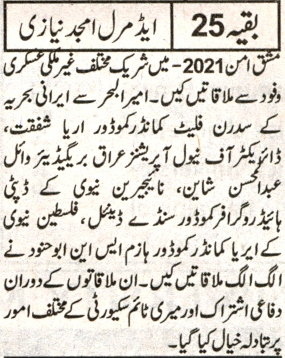 بقیہ 25 ایڈمرل امجد نیازی
مشق امن 2021- میں شریک مختلف غیر ملکی عسکری
وفود سے ملاقاتیں کیں۔ امیر البحر سے ایرانی بحریہ
کے سدرن فلیٹ کمانڈر کموڈور اریا شفقت،
ڈائریکٹر آف نیول آپریشنز عراق بریگیڈیئر وائل
عبدالحسن شاہین، نائیجیرین نیوی کے ڈپٹی
ہائیڈروگرافر کموڈور سنڈے ڈینئل، فلسطین نیوی
کے ایریا کمانڈر کموڈور ہازم ایس این ابو حنود نے
الگ الگ ملاقاتیں کیں۔ ان ملاقاتوں کے دوران
دفاعی اشتراک اور میری ٹائم سکیورٹی کے مختلف امور
پر تبادلہ خیال کیا گیا۔